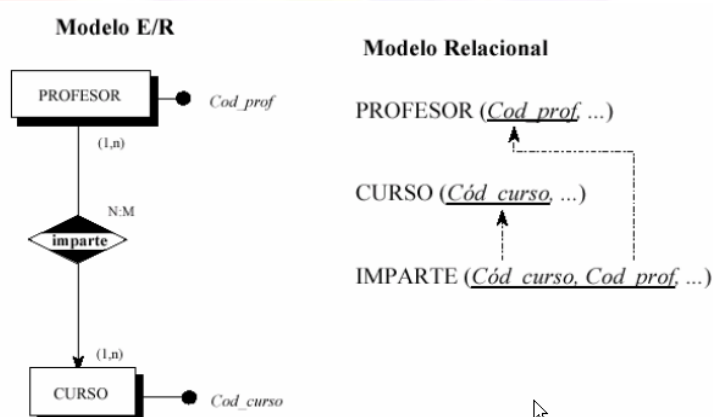 Modelo E/R
PROFESOR
Cod_prof
(1,n)
N:M
imparte
(1,n)
CURSO
Cod_curso
Modelo Relacional
PROFESOR (Cod_prof, ...)
CURSO (Cód_curso, ...)
IMPARTE (Cód_curso, Cod_prof, ...)